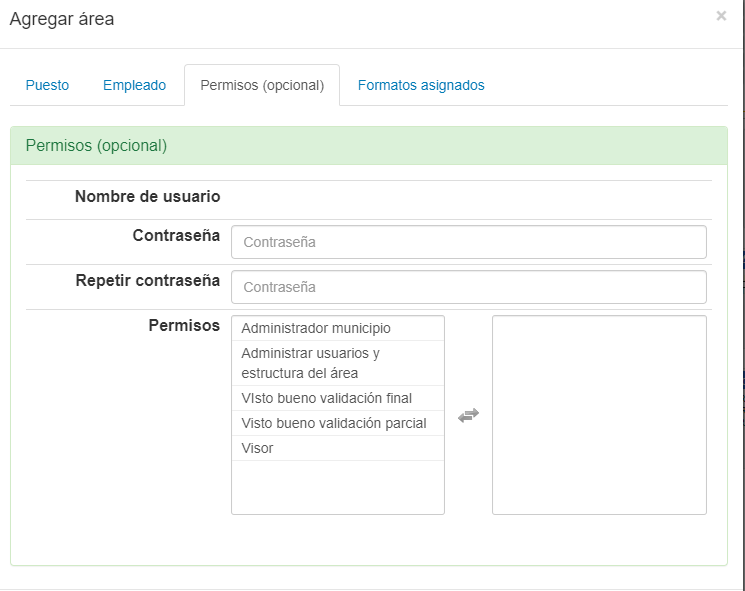 Agregar área
×
Puesto Empleado Permisos (opcional) Formatos asignados
Permisos (opcional)
Nombre de usuario
Contraseña Contraseña
Repetir contraseña Contraseña
Permisos
Administrador municipio
Administrar usuarios y
estructura del área
VIsto bueno validación final
Visto bueno validación parcial
Visor